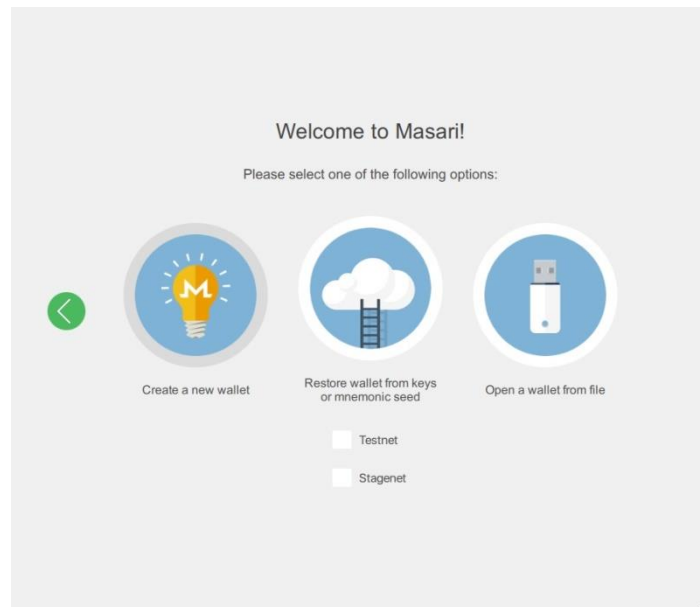 Welcome to Masari!
Please select one of the following options:
Create a new wallet
Restore wallet from keys
or mnemonic seed
Open a wallet from file
Testnet
Stagenet